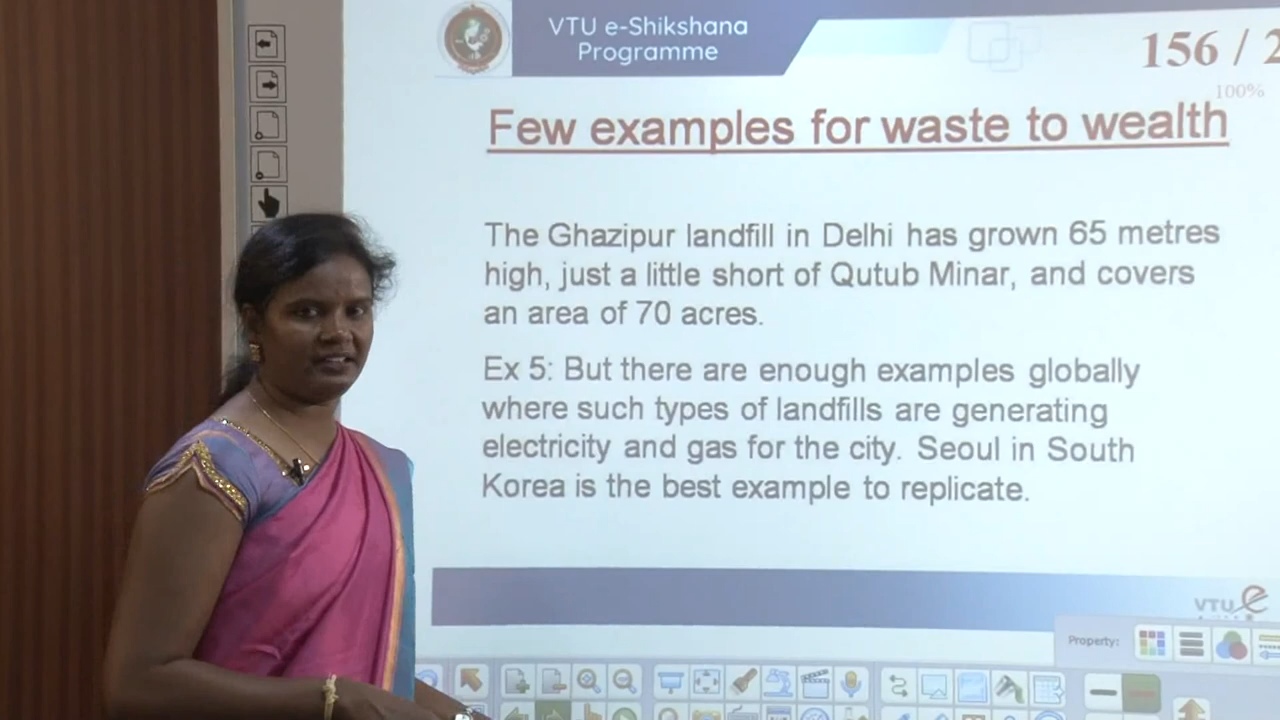 VTU e-Shikshana
Programme
156 / 2
100%
Few examples for waste to wealth
The Ghazipur landfill in Delhi has grown 65 metres
high, just a little short of Qutub Minar, and covers
an area of 70 acres.
Ex 5: But there are enough examples globally
where such types of landfills are generating
electricity and gas for the city. Seoul in South
Korea is the best example to replicate.
VTU e
Property: